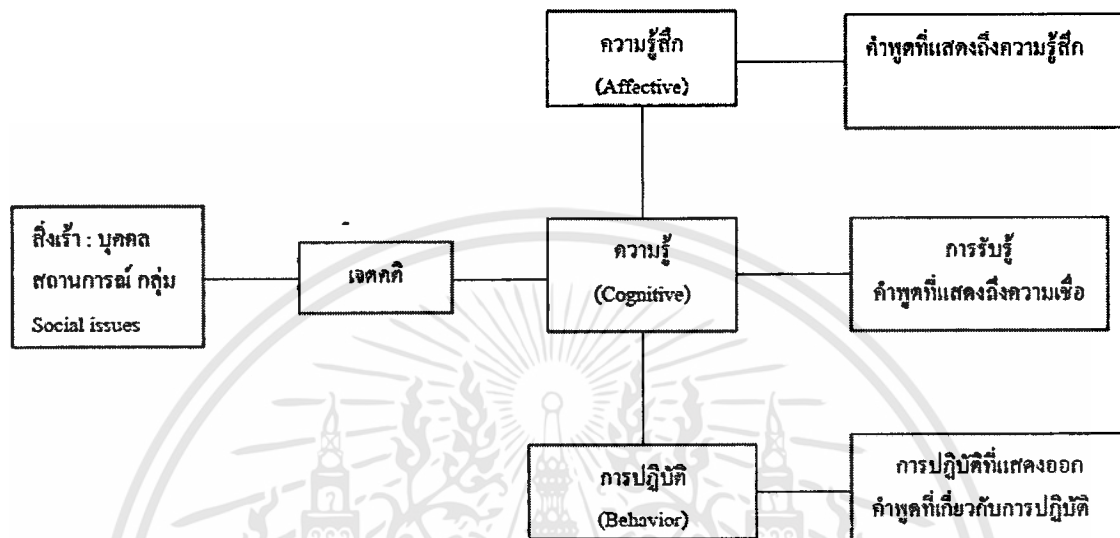 ความรู้สึก
(Affective)
คำพูดที่แสดงถึงความรู้สึก
สิ่งเร้า : บุคคล
สถานการณ์ กลุ่ม
Social issues
เจตคติ
ความรู้
(Cognitive)
การรับรู้
คำพูดที่แสดงถึงความเชื่อ
การปฏิบัติ
(Behavior)
การปฏิบัติที่แสดงออก
คำพูดที่เกี่ยวกับการปฏิบัติ